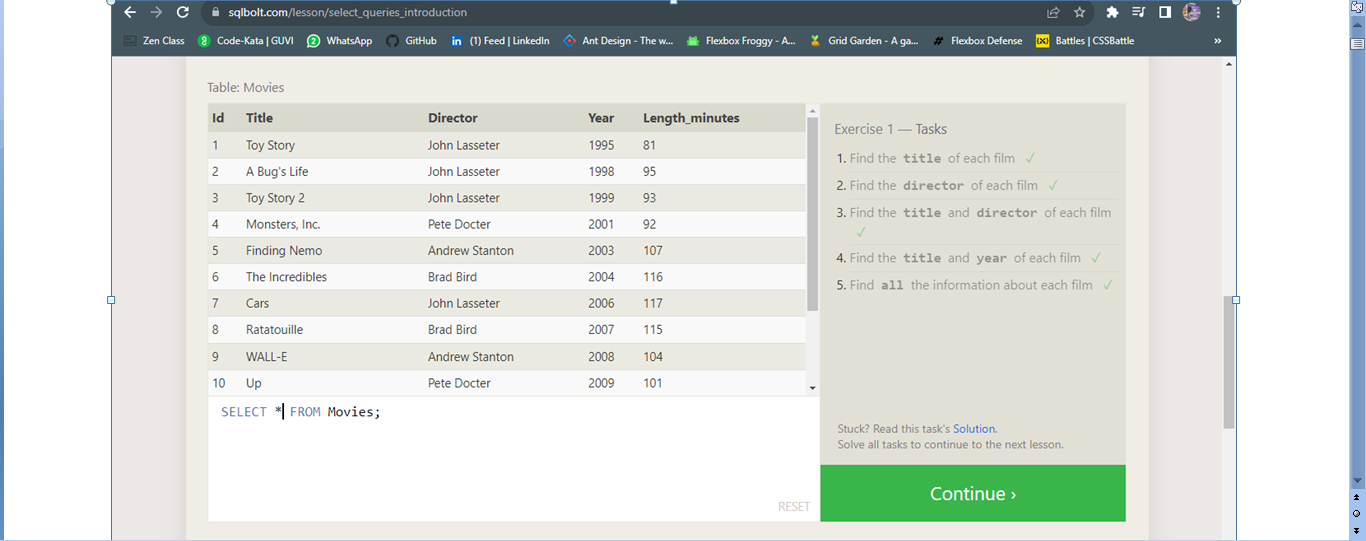 sqlbolt.com/lesson/select_queries_introduction
Zen Class Code-Kata | GUVI WhatsApp GitHub (1) Feed | LinkedIn Ant Design - The w... Flexbox Froggy - A... Grid Garden - A ga... Flexbox Defense Battles | CSSBattle »
Table: Movies
Id Title Director Year Length_minutes
1 Toy Story John Lasseter 1995 81
2 A Bug's Life John Lasseter 1998 95
3 Toy Story 2 John Lasseter 1999 93
4 Monsters, Inc. Pete Docter 2001 92
5 Finding Nemo Andrew Stanton 2003 107
6 The Incredibles Brad Bird 2004 116
7 Cars John Lasseter 2006 117
8 Ratatouille Brad Bird 2007 115
9 WALL-E Andrew Stanton 2008 104
10 Up Pete Docter 2009 101
SELECT * FROM Movies;
RESET
Exercise 1 — Tasks
1. Find the title of each film ✓
2. Find the director of each film ✓
3. Find the title and director of each film
✓
4. Find the title and year of each film ✓
5. Find all the information about each film ✓
Stuck? Read this task's Solution.
Solve all tasks to continue to the next lesson.
Continue ›